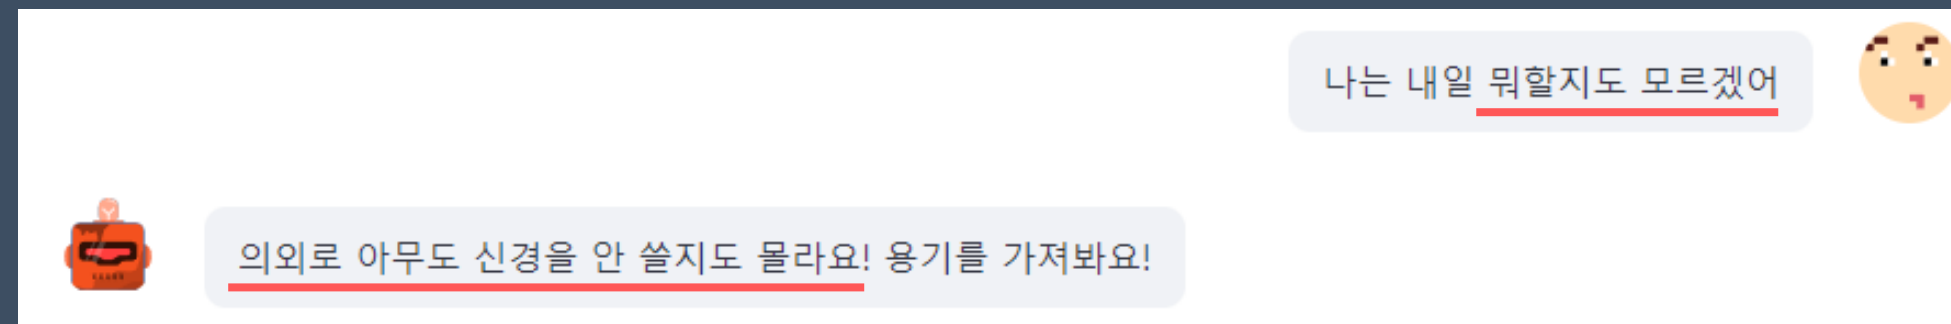 나는 내일 뭐할지도 모르겠어
의외로 아무도 신경을 안 쓸지도 몰라요! 용기를 가져봐요!